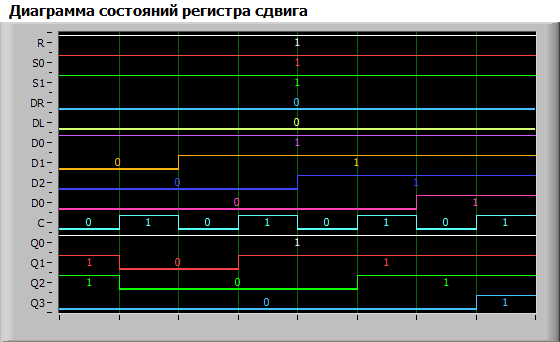 Диаграмма состояний регистра сдвига
R 1
S0 1
S1 1
DR 0
DL 0
D0 1
D1 0 1
D2 0 1
D0 0 1
C 0 1 0 1 0 1 0 1
Q0 1
Q1 1 0 1
Q2 1 0 1
Q3 0 1